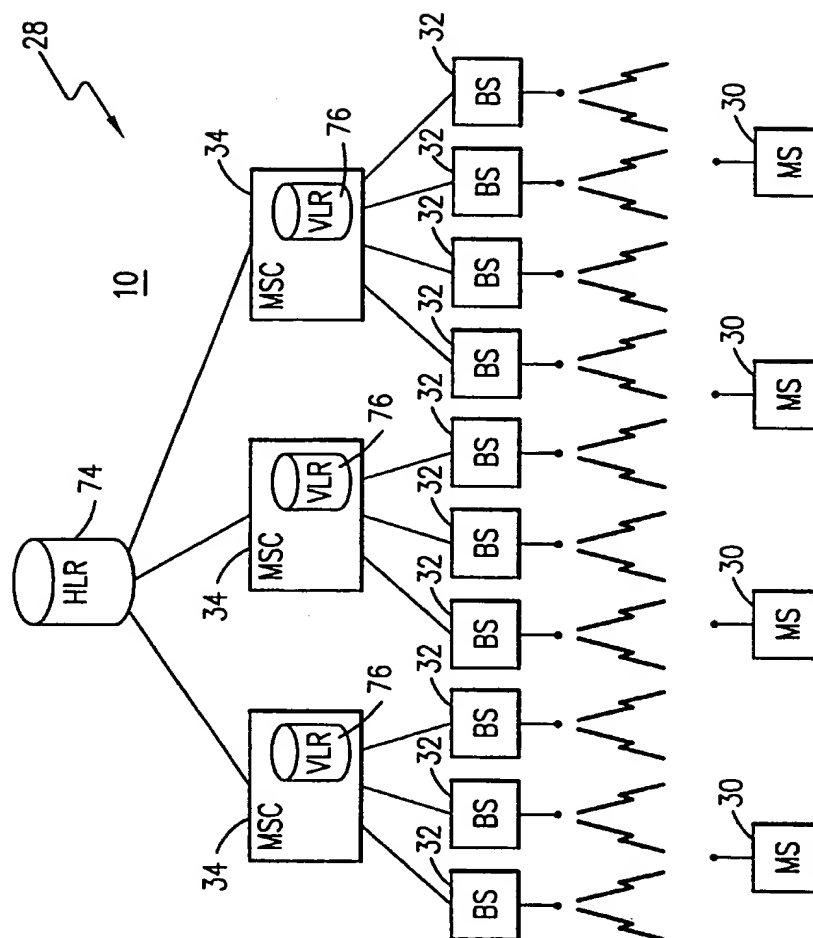 28
HLR
74
10
34
34
34
MSC
MSC
MSC
VLR
VLR
VLR
76
76
76
32 32 32 32 32 32 32 32 32 32
BS BS BS BS BS BS BS BS BS BS
30 30 30 30
MS MS MS MS